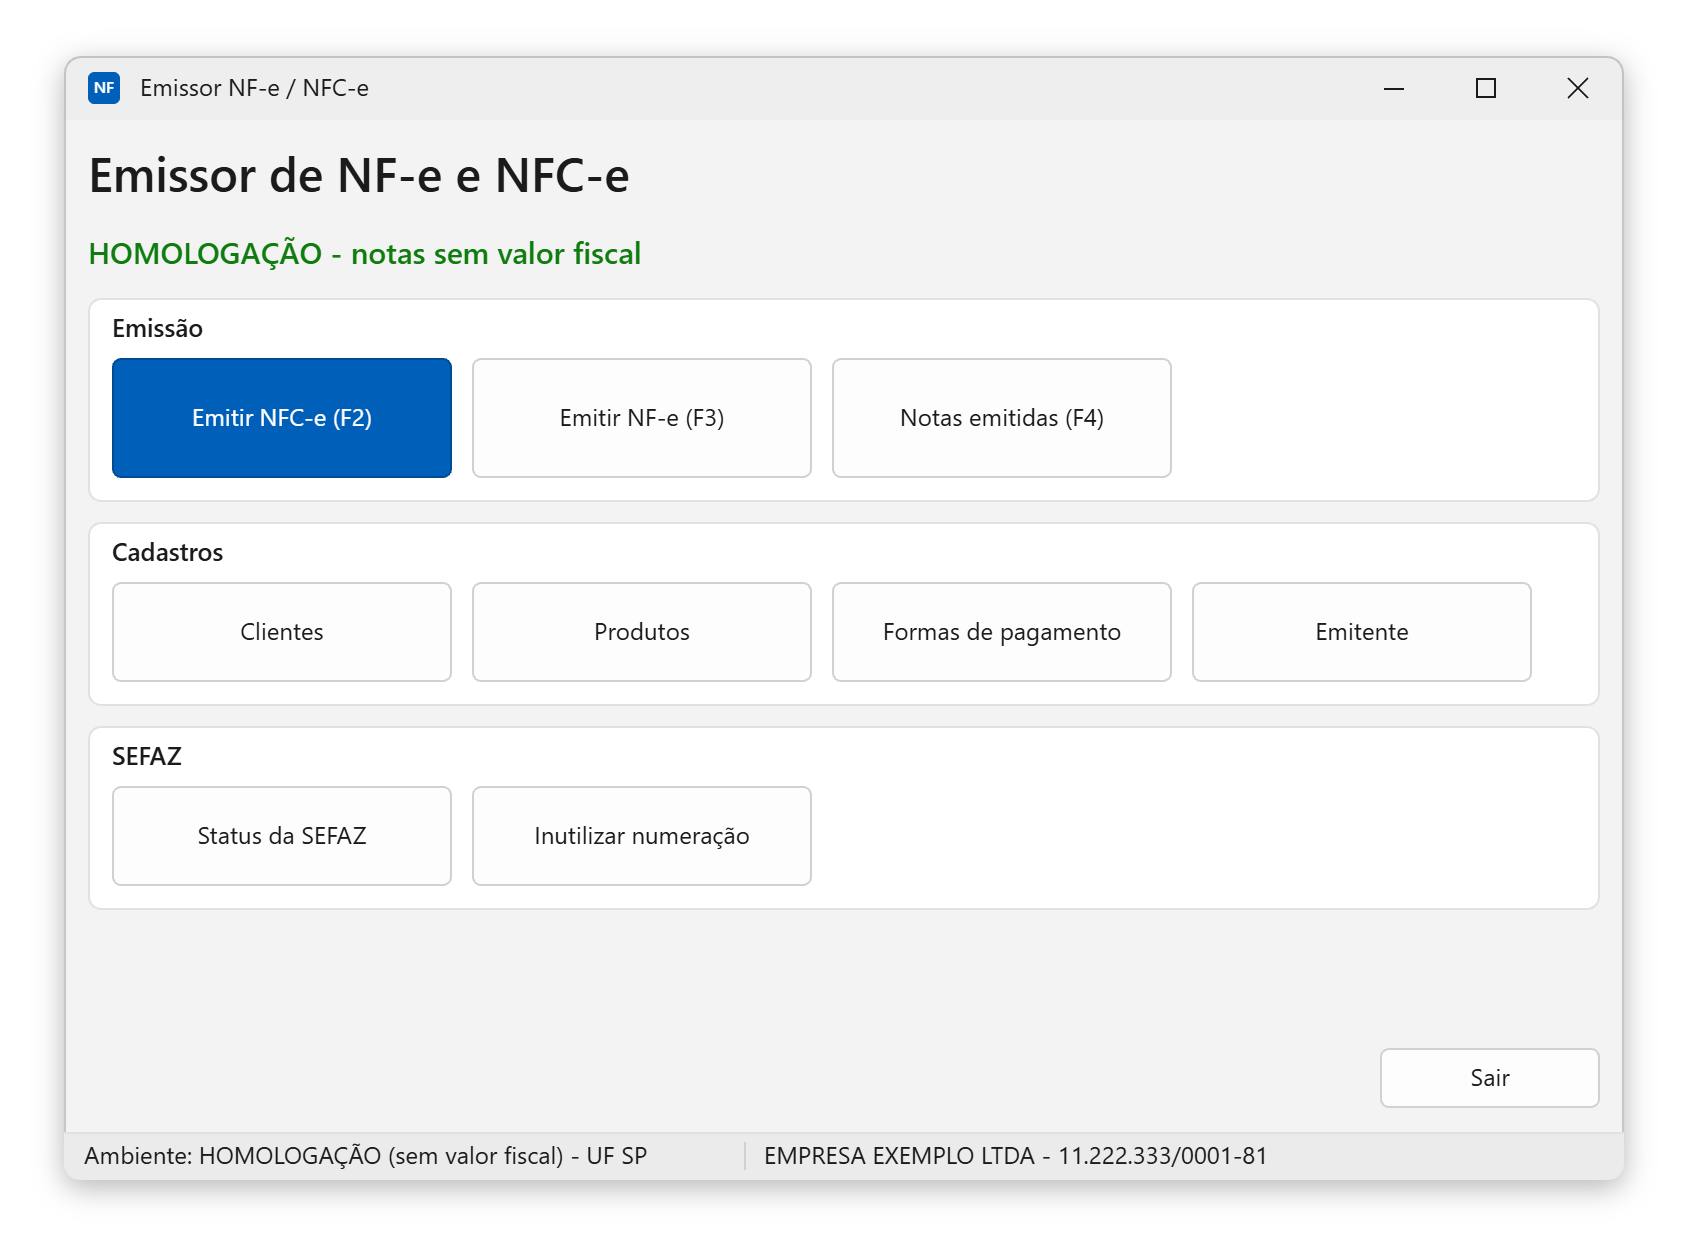 NF Emissor NF-e / NFC-e
Emissor de NF-e e NFC-e
HOMOLOGAÇÃO - notas sem valor fiscal
Emissão
Emitir NFC-e (F2)
Emitir NF-e (F3)
Notas emitidas (F4)
Cadastros
Clientes
Produtos
Formas de pagamento
Emitente
SEFAZ
Status da SEFAZ
Inutilizar numeração
Sair
Ambiente: HOMOLOGAÇÃO (sem valor fiscal) - UF SP
EMPRESA EXEMPLO LTDA - 11.222.333/0001-81